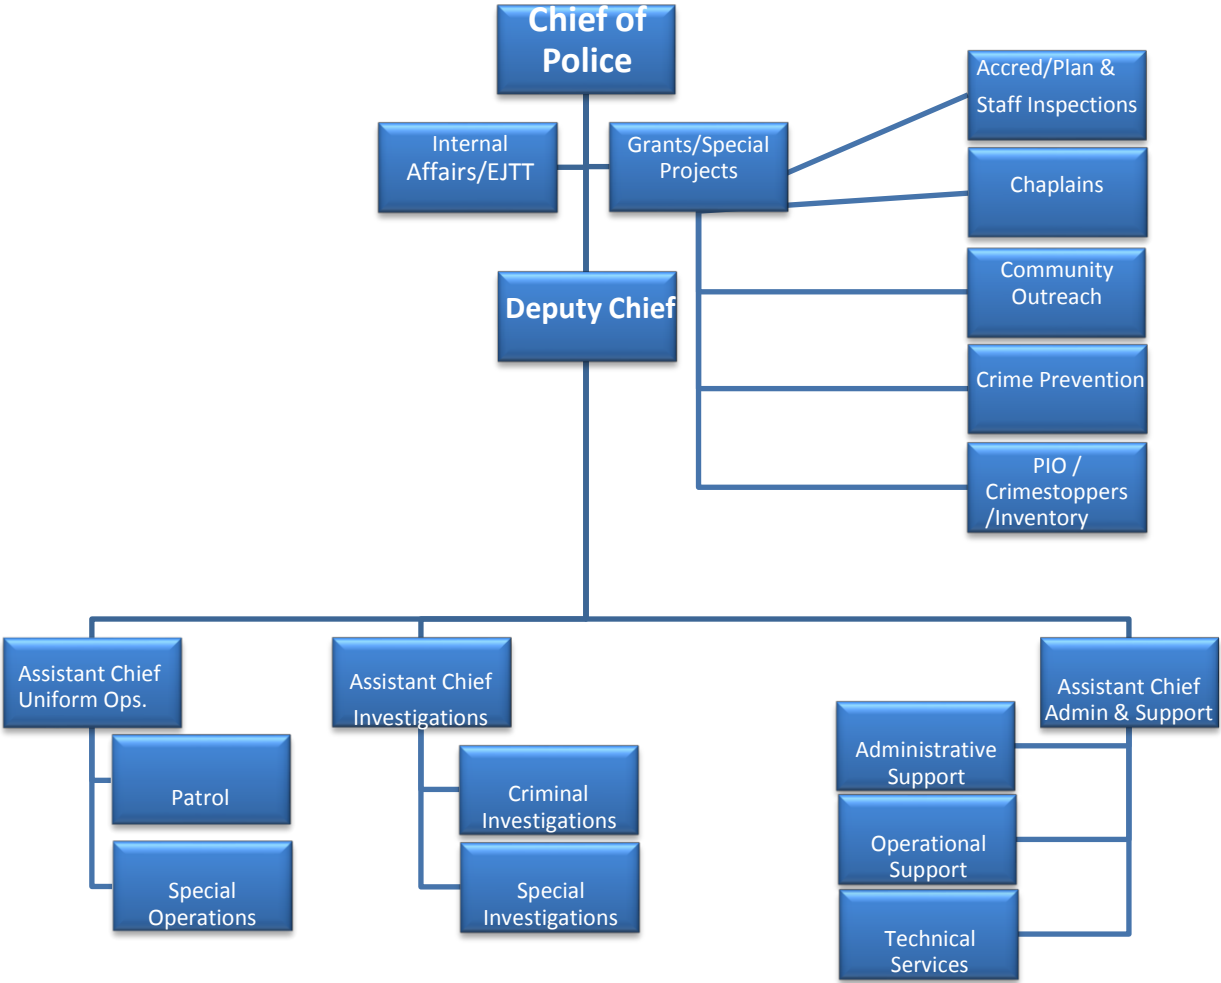 Chief of
Police
Internal
Affairs/EJTT
Grants/Special
Projects
Accred/Plan &
Staff Inspections
Chaplains
Community
Outreach
Crime Prevention
PIO /
Crimestoppers
/Inventory
Deputy Chief
Assistant Chief
Uniform Ops.
Patrol
Special
Operations
Assistant Chief
Investigations
Criminal
Investigations
Special
Investigations
Assistant Chief
Admin & Support
Administrative
Support
Operational
Support
Technical
Services